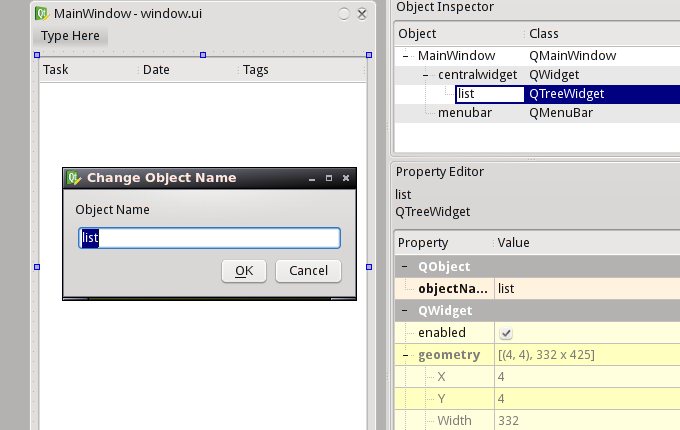 MainWindow - window.ui
Type Here
Task Date Tags
Change Object Name
Object Name
list
OK Cancel
Object Inspector
Object Class
MainWindow QMainWindow
centralwidget QWidget
list QTreeWidget
menubar QMenuBar
Property Editor
list
QTreeWidget
Property Value
QObject
objectNa... list
QWidget
enabled
geometry [(4, 4), 332 x 425]
X 4
Y 4
Width 332